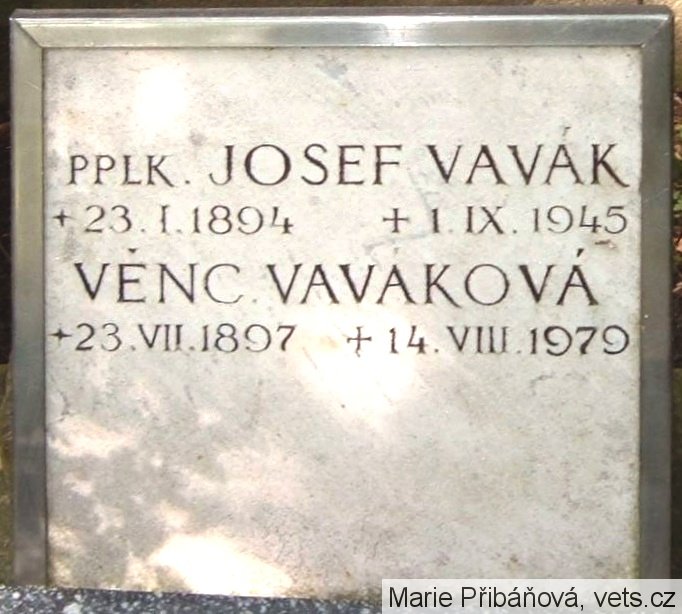 PPLK. JOSEF VAVÁK
+ 23. I. 1894 + 1. IX. 1945
VĚNC. VAVÁKOVÁ
+ 23. VII. 1897 + 14. VIII. 1979
Marie Přibáňová, vets.cz